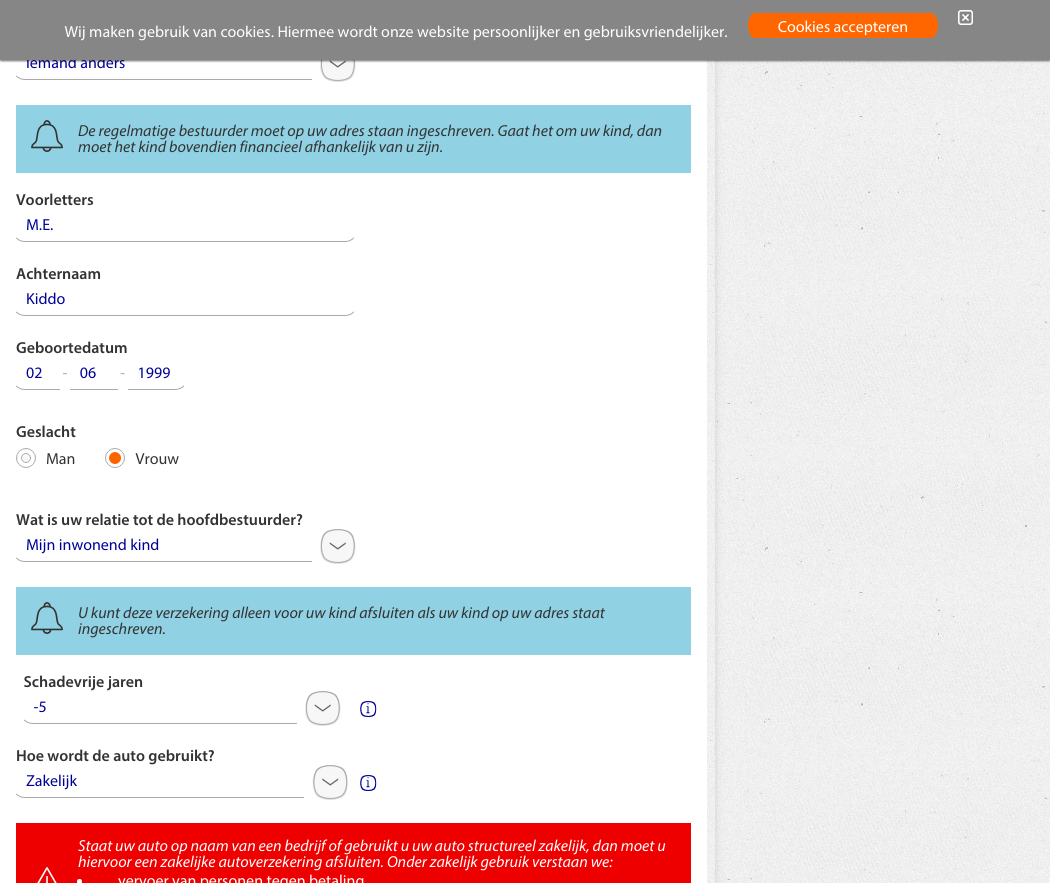 Wij maken gebruik van cookies. Hiermee wordt onze website persoonlijker en gebruiksvriendelijker.
Cookies accepteren
Iemand anders
De regelmatige bestuurder moet op uw adres staan ingeschreven. Gaat het om uw kind, dan
moet het kind bovendien financieel afhankelijk van u zijn.
Voorletters
M.E.
Achternaam
Kiddo
Geboortedatum
02 - 06 - 1999
Geslacht
Man Vrouw
Wat is uw relatie tot de hoofdbestuurder?
Mijn inwonend kind
U kunt deze verzekering alleen voor uw kind afsluiten als uw kind op uw adres staat
ingeschreven.
Schadevrije jaren
-5
Hoe wordt de auto gebruikt?
Zakelijk
Staat uw auto op naam van een bedrijf of gebruikt u uw auto structureel zakelijk, dan moet u
hiervoor een zakelijke autoverzekering afsluiten. Onder zakelijk gebruik verstaan we:
• vervoer van personen tegen betaling